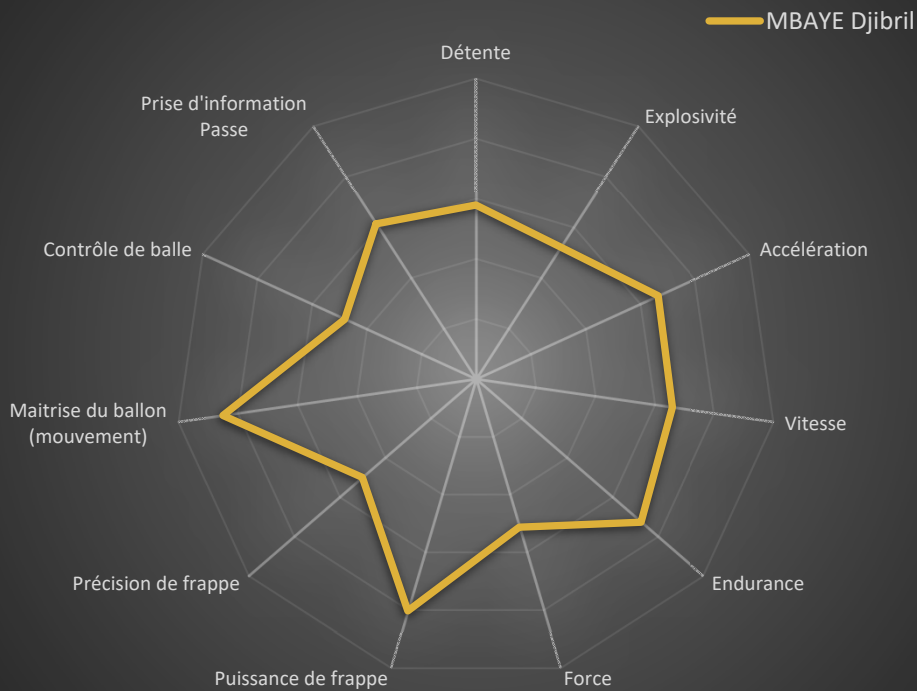 MBAYE Djibril
Détente
Explosivité
Accélération
Vitesse
Endurance
Force
Puissance de frappe
Précision de frappe
Maitrise du ballon
(mouvement)
Contrôle de balle
Prise d'information
Passe